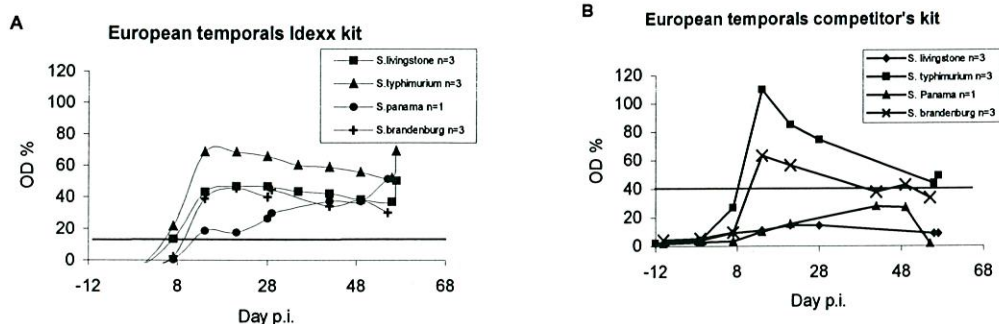 A
European temporals Idexx kit
S.livingstone n=3
S.typhimurium n=3
S.panama n=1
S.brandenburg n=3
OD %
120
100
80
60
40
20
0
-12 8 28 48 68
Day p.i.
B
European temporals competitor's kit
S. livingstone n=3
S. typhimurium n=3
S. Panama n=1
S. brandenburg n=3
OD %
120
100
80
60
40
20
0
-12 8 28 48 68
Day p.i.